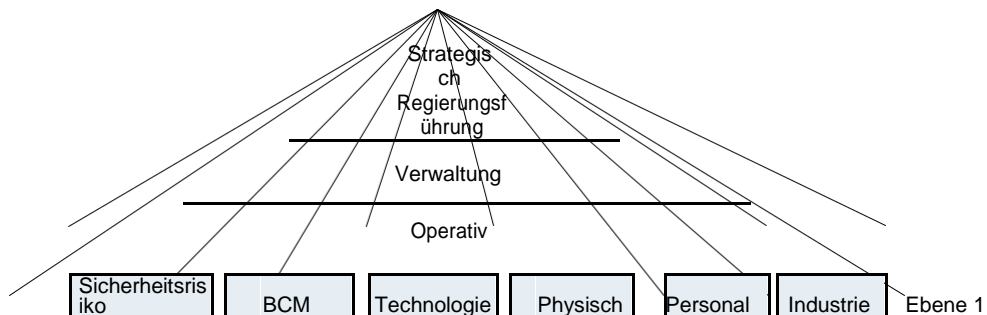 Strategis
ch
Regierungsf
ührung
Verwaltung
Operativ
Sicherheitsris
iko
BCM
Technologie
Physisch
Personal
Industrie
Ebene 1